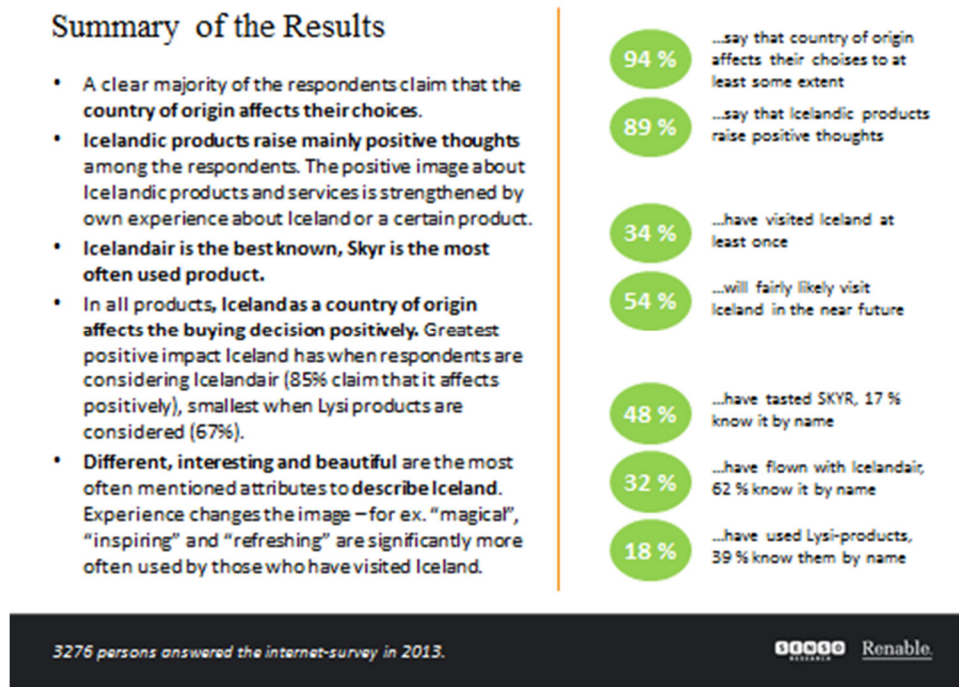 Summary of the Results
• A clear majority of the respondents claim that the
country of origin affects their choices.
• Icelandic products raise mainly positive thoughts
among the respondents. The positive image about
Icelandic products and services is strengthened by
own experience about Iceland or a certain product.
• Icelandair is the best known, Skyr is the most
often used product.
• In all products, Iceland as a country of origin
affects the buying decision positively. Greatest
positive impact Iceland has when respondents are
considering Icelandair (85% claim that it affects
positively), smallest when Lysi products are
considered (67%).
• Different, interesting and beautiful are the most
often mentioned attributes to describe Iceland.
Experience changes the image – for ex. “magical”,
“inspiring” and “refreshing” are significantly more
often used by those who have visited Iceland.
94 %
...say that country of origin
affects their choises to at
least some extent
89 %
...say that Icelandic products
raise positive thoughts
34 %
...have visited Iceland at
least once
54 %
...will fairly likely visit
Iceland in the near future
48 %
...have tasted SKYR, 17 %
know it by name
32 %
...have flown with Icelandair,
62 % know it by name
18 %
...have used Lysi-products,
39 % know them by name
3276 persons answered the internet-survey in 2013.
SENSO
RESEARCH
Renable.